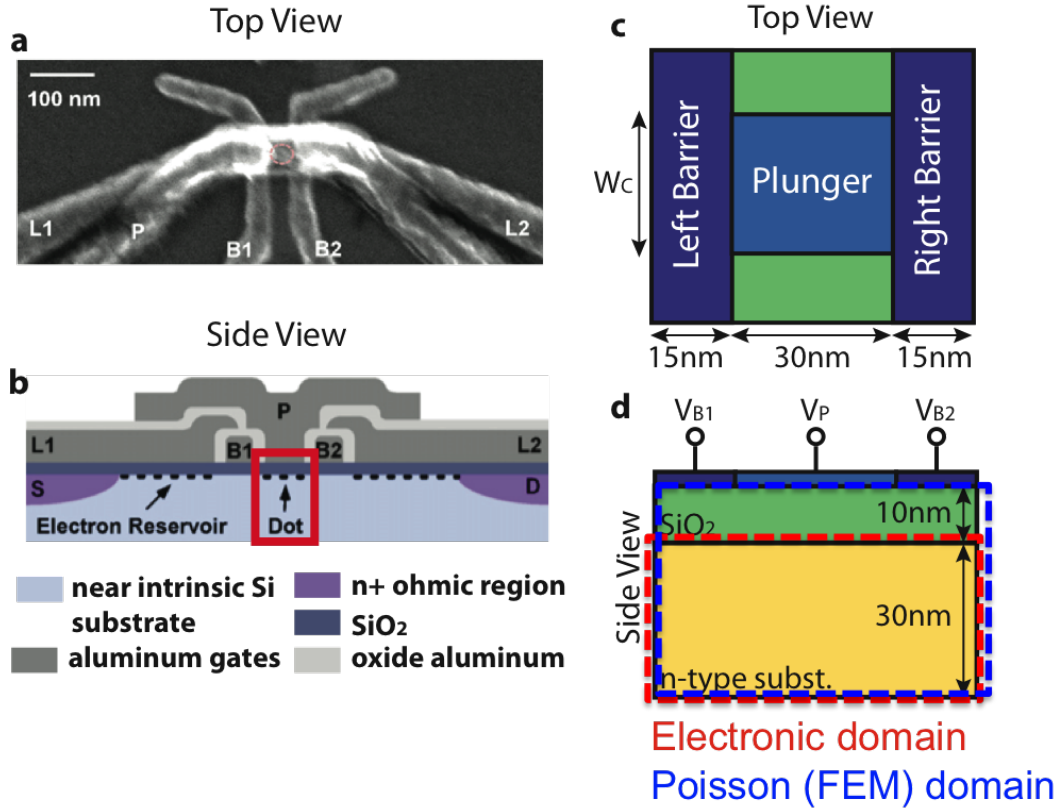 Top View
a
100 nm
L1
P
B1
B2
L2
Side View
b
P
L1
B1
B2
L2
S
D
Electron Reservoir
Dot
near intrinsic Si
substrate
n+ ohmic region
SiO₂
aluminum gates
oxide aluminum
Top View
c
Wc
Left Barrier
Plunger
Right Barrier
15nm
30nm
15nm
d
VB1
VP
VB2
Side View
SiO₂
10nm
30nm
n-type subst.
Electronic domain
Poisson (FEM) domain